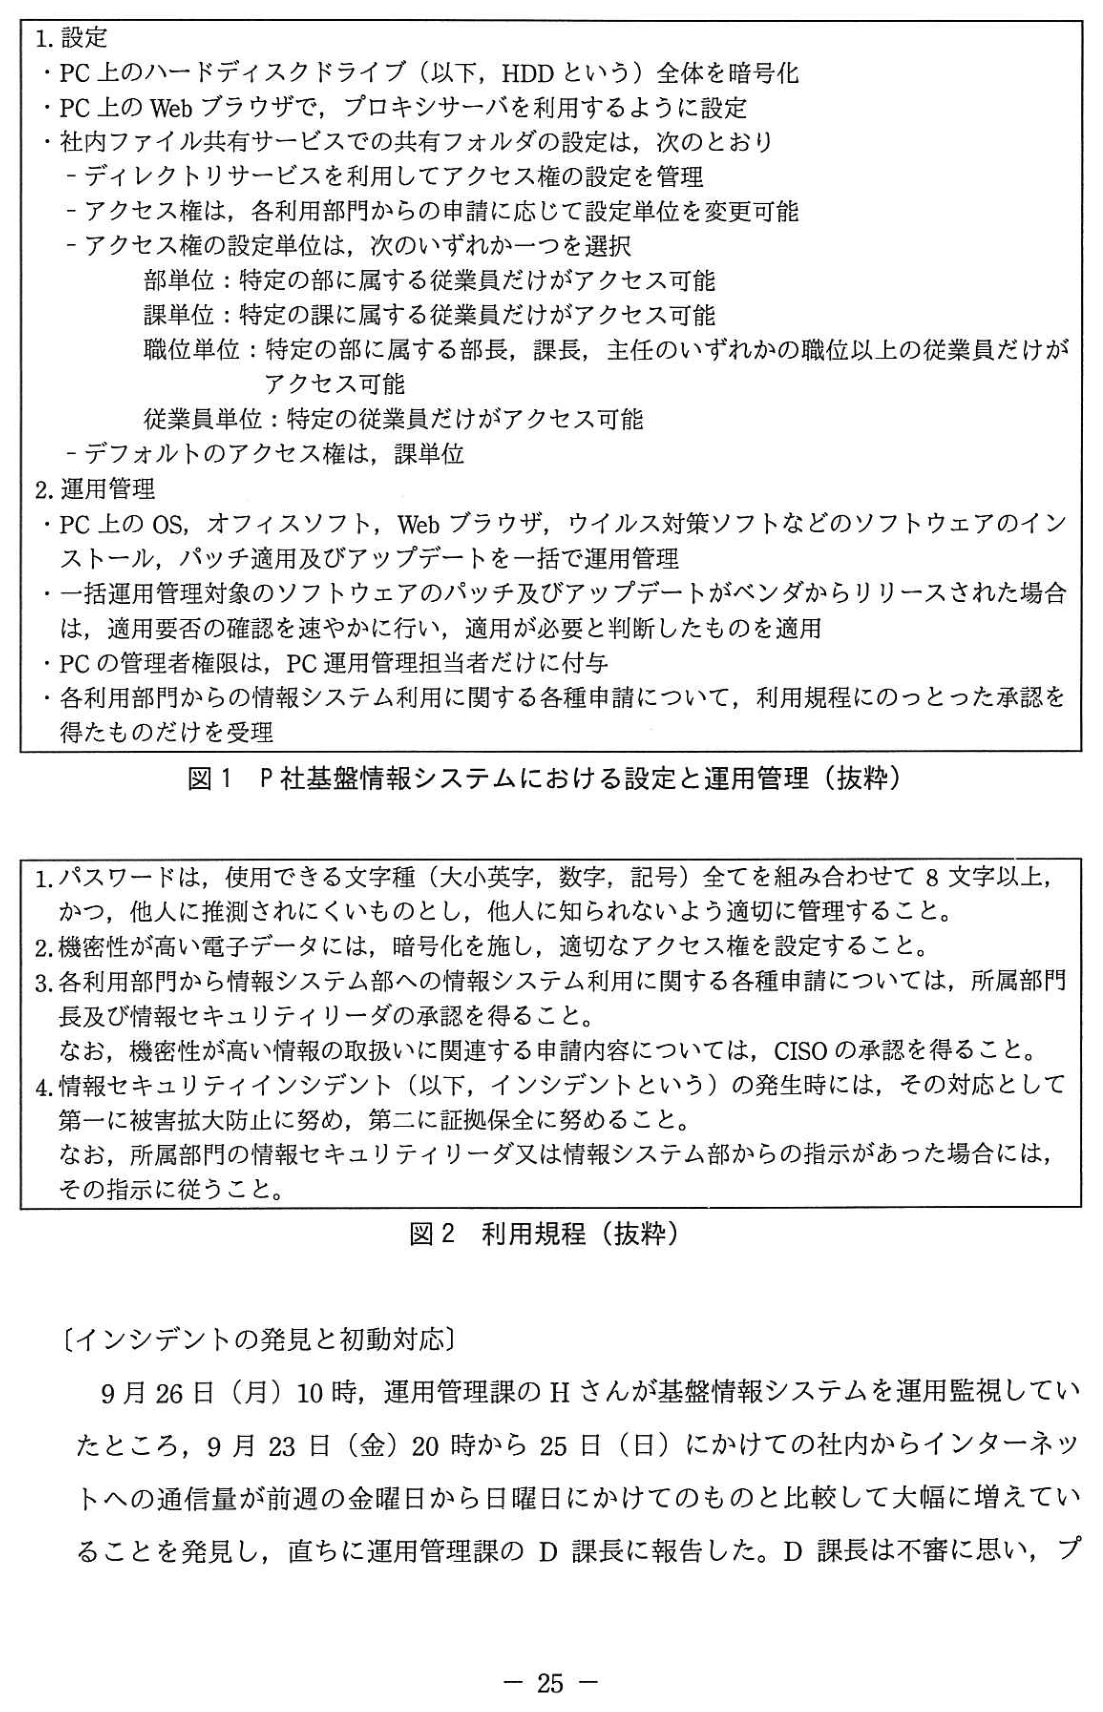 1. 設定
・PC 上のハードディスクドライブ（以下，HDD という）全体を暗号化
・PC 上の Web ブラウザで，プロキシサーバを利用するように設定
・社内ファイル共有サービスでの共有フォルダの設定は，次のとおり
－ディレクトリサービスを利用してアクセス権の設定を管理
－アクセス権は，各利用部門からの申請に応じて設定単位を変更可能
－アクセス権の設定単位は，次のいずれか一つを選択
部単位：特定の部に属する従業員だけがアクセス可能
課単位：特定の課に属する従業員だけがアクセス可能
職位単位：特定の部に属する部長，課長，主任のいずれかの職位以上の従業員だけが
アクセス可能
従業員単位：特定の従業員だけがアクセス可能
－デフォルトのアクセス権は，課単位
2. 運用管理
・PC 上の OS，オフィスソフト，Web ブラウザ，ウイルス対策ソフトなどのソフトウェアのイン
ストール，パッチ適用及びアップデートを一括で運用管理
・一括運用管理対象のソフトウェアのパッチ及びアップデートがベンダからリリースされた場合
は，適用要否の確認を速やかに行い，適用が必要と判断したものを適用
・PC の管理者権限は，PC 運用管理担当者だけに付与
・各利用部門からの情報システム利用に関する各種申請について，利用規程にのっとった承認を
得たものだけを受理
図 1　P 社基盤情報システムにおける設定と運用管理（抜粋）
1. パスワードは，使用できる文字種（大小英字，数字，記号）全てを組み合わせて 8 文字以上，
かつ，他人に推測されにくいものとし，他人に知られないよう適切に管理すること。
2. 機密性が高い電子データには，暗号化を施し，適切なアクセス権を設定すること。
3. 各利用部門から情報システム部への情報システム利用に関する各種申請については，所属部門
長及び情報セキュリティリーダの承認を得ること。
なお，機密性が高い情報の取扱いに関連する申請内容については，CISO の承認を得ること。
4. 情報セキュリティインシデント（以下，インシデントという）の発生時には，その対応として
第一に被害拡大防止に努め，第二に証拠保全に努めること。
なお，所属部門の情報セキュリティリーダ又は情報システム部からの指示があった場合には，
その指示に従うこと。
図 2　利用規程（抜粋）
〔インシデントの発見と初動対応〕
9 月 26 日（月）10 時，運用管理課の H さんが基盤情報システムを運用監視してい
たところ，9 月 23 日（金）20 時から 25 日（日）にかけての社内からインターネッ
トへの通信量が前週の金曜日から日曜日にかけてのものと比較して大幅に増えてい
ることを発見し，直ちに運用管理課の D 課長に報告した。D 課長は不審に思い，プ
－ 25 －